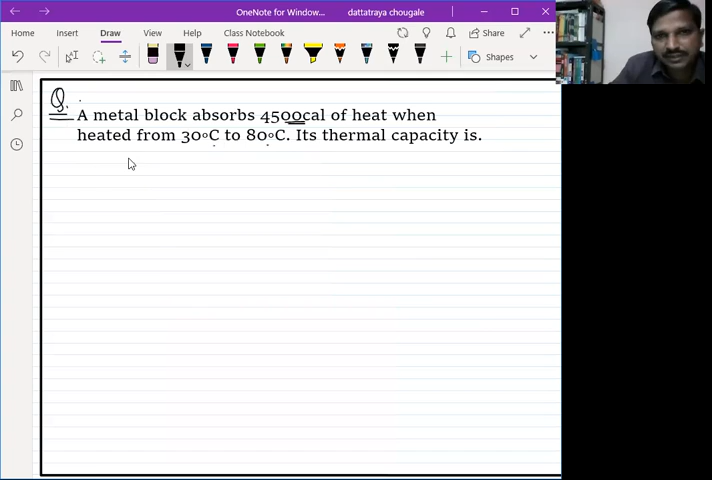 OneNote for Window...
dattatraya chougale
Home
Insert
Draw
View
Help
Class Notebook
Share
Shapes
Q.
A metal block absorbs 4500cal of heat when
heated from 30∘C to 80∘C. Its thermal capacity is.